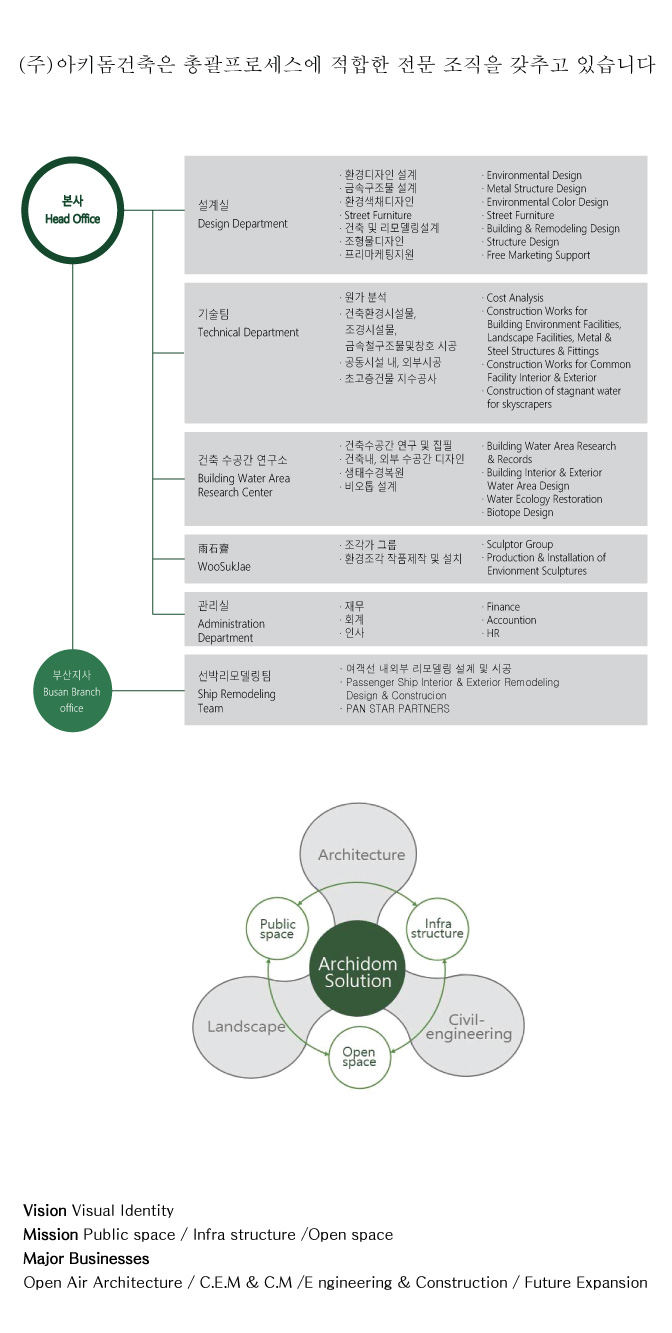 (주)아키돔건축은 총괄프로세스에 적합한 전문 조직을 갖추고 있습니다
본사
Head Office
설계실
Design Department
· 환경디자인 설계
· 금속구조물 설계
· 환경색채디자인
· Street Furniture
· 건축 및 리모델링설계
· 조형물디자인
· 프리마케팅지원
· Environmental Design
· Metal Structure Design
· Environmental Color Design
· Street Furniture
· Building & Remodeling Design
· Structure Design
· Free Marketing Support
기술팀
Technical Department
· 원가 분석
· 건축환경시설물,
조경시설물,
금속철구조물및창호 시공
· 공동시설 내, 외부시공
· 초고층건물 지수공사
· Cost Analysis
· Construction Works for
Building Environment Facilities,
Landscape Facilities, Metal &
Steel Structures & Fittings
· Construction Works for Common
Facility Interior & Exterior
· Construction of stagnant water
for skyscrapers
건축 수공간 연구소
Building Water Area
Research Center
· 건축수공간 연구 및 집필
· 건축내, 외부 수공간 디자인
· 생태수경복원
· 비오톱 설계
· Building Water Area Research
& Records
· Building Interior & Exterior
Water Area Design
· Water Ecology Restoration
· Biotope Design
雨石齋
WooSukJae
· 조각가 그룹
· 환경조각 작품제작 및 설치
· Sculptor Group
· Production & Installation of
Envionment Sculptures
관리실
Administration
Department
· 재무
· 회계
· 인사
· Finance
· Accountion
· HR
부산지사
Busan Branch
office
선박리모델링팀
Ship Remodeling
Team
· 여객선 내외부 리모델링 설계 및 시공
· Passenger Ship Interior & Exterior Remodeling
Design & Construcion
· PAN STAR PARTNERS
Architecture
Public
space
Infra
structure
Archidom
Solution
Landscape
Civil-
engineering
Open
space
Vision Visual Identity
Mission Public space / Infra structure /Open space
Major Businesses
Open Air Architecture / C.E.M & C.M /E ngineering & Construction / Future Expansion